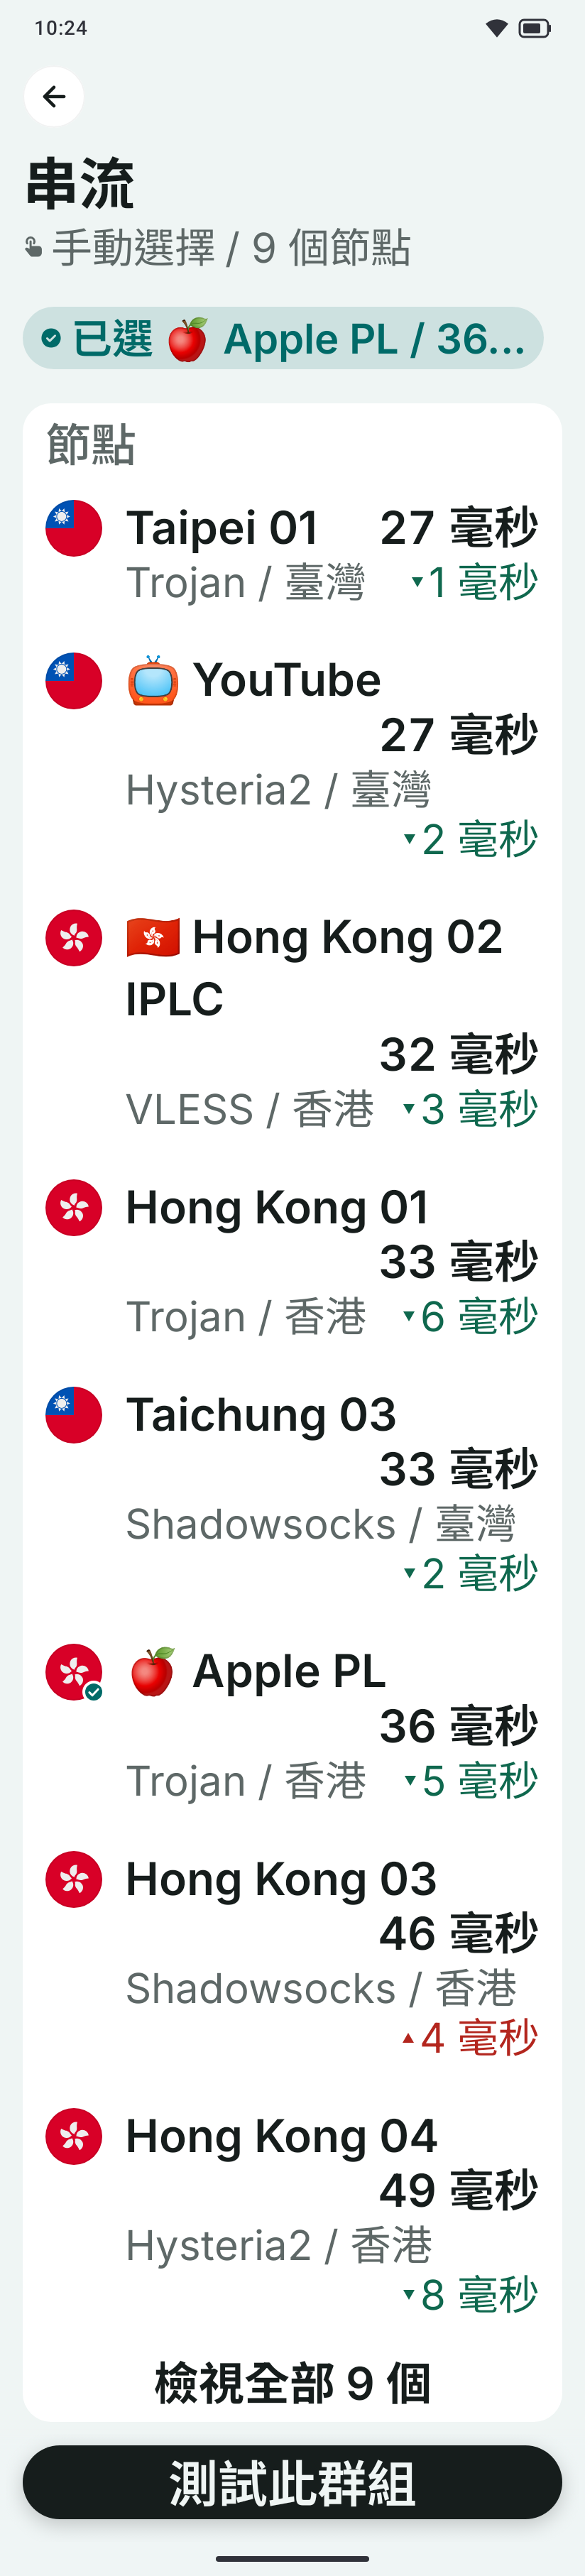 10:24
串流
手動選擇 / 9 個節點
已選 🍎 Apple PL / 36...
節點
Taipei 01 27 毫秒
Trojan / 臺灣 ▼1 毫秒
📺 YouTube
27 毫秒
Hysteria2 / 臺灣
▼2 毫秒
🇭🇰 Hong Kong 02
IPLC
32 毫秒
VLESS / 香港 ▼3 毫秒
Hong Kong 01
33 毫秒
Trojan / 香港 ▼6 毫秒
Taichung 03
33 毫秒
Shadowsocks / 臺灣
▼2 毫秒
🍎 Apple PL
36 毫秒
Trojan / 香港 ▼5 毫秒
Hong Kong 03
46 毫秒
Shadowsocks / 香港
▲4 毫秒
Hong Kong 04
49 毫秒
Hysteria2 / 香港
▼8 毫秒
檢視全部 9 個
測試此群組